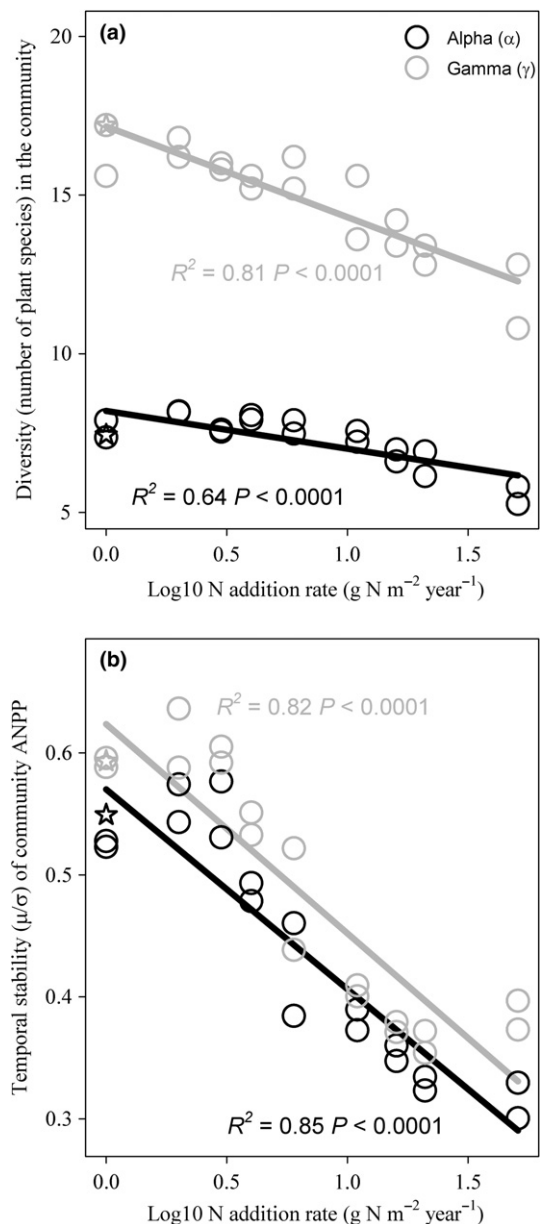 (a)
Alpha (α)
Gamma (γ)
20
15
10
5
Diversity (number of plant species) in the community
R² = 0.81 P < 0.0001
R² = 0.64 P < 0.0001
0.0 0.5 1.0 1.5
Log10 N addition rate (g N m⁻² year⁻¹)
(b)
R² = 0.82 P < 0.0001
0.6
0.5
0.4
0.3
Temporal stability (μ/σ) of community ANPP
R² = 0.85 P < 0.0001
0.0 0.5 1.0 1.5
Log10 N addition rate (g N m⁻² year⁻¹)